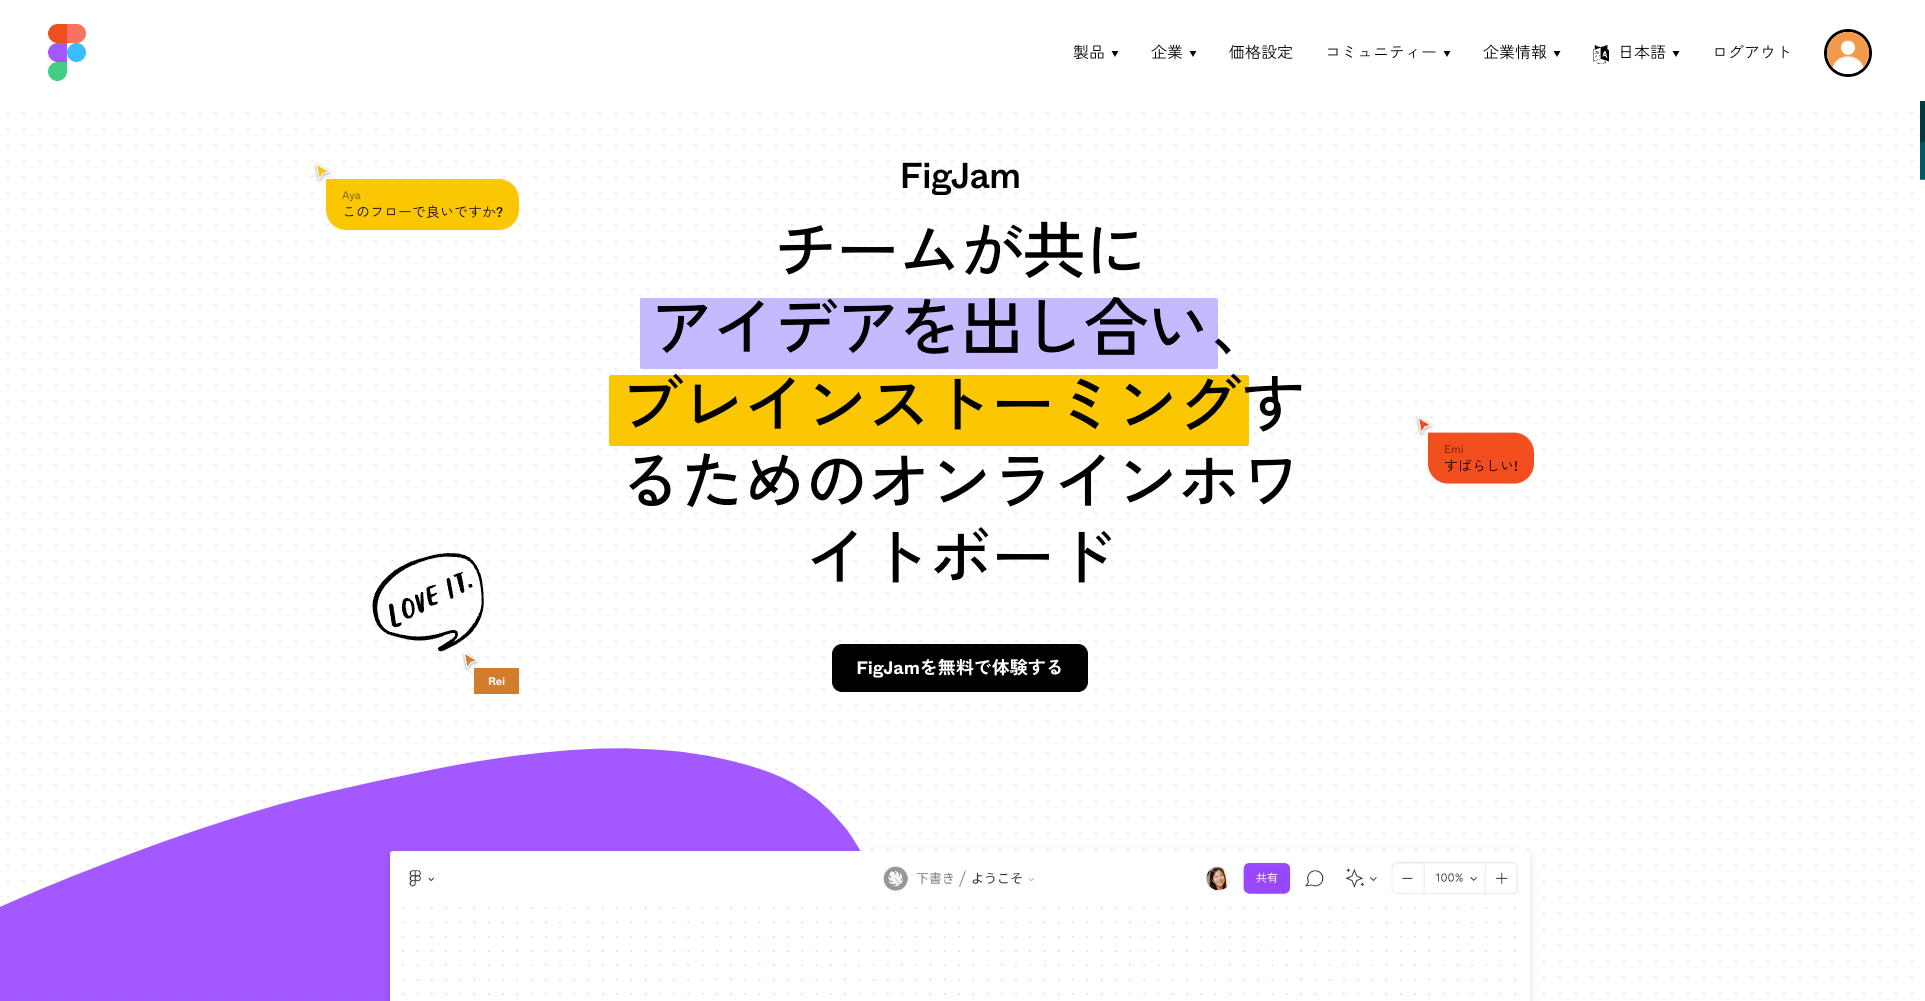 製品 ▼ 企業 ▼ 価格設定 コミュニティー ▼ 企業情報 ▼ 日本語 ▼ ログアウト
Aya
このフローで良いですか?
FigJam
チームが共に
アイデアを出し合い、
ブレインストーミングす
るためのオンラインホワ
イトボード
Emi
すばらしい!
LOVE IT.
Rei
FigJamを無料で体験する
下書き / ようこそ
共有
100%